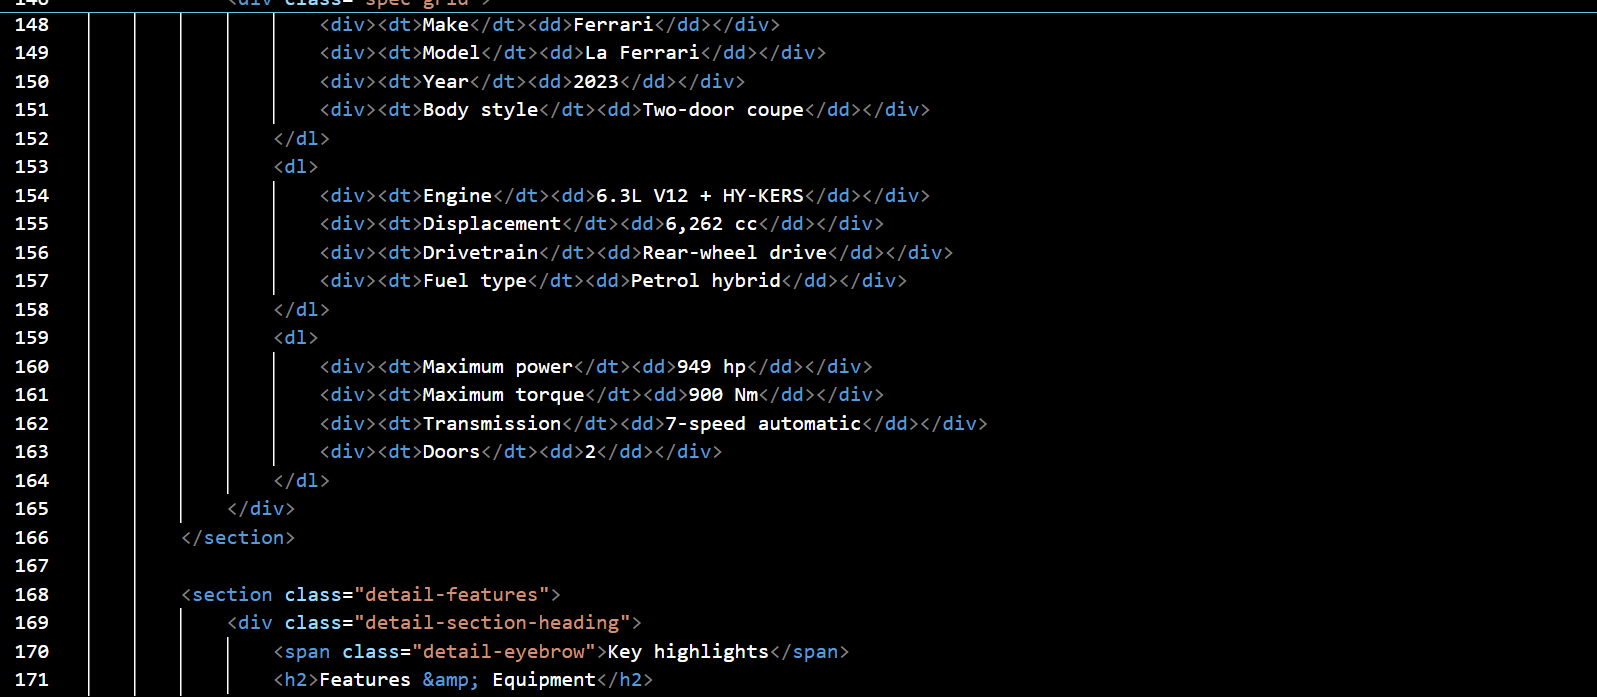 146 <div class="spec-grid">
148 <div><dt>Make</dt><dd>Ferrari</dd></div>
149 <div><dt>Model</dt><dd>La Ferrari</dd></div>
150 <div><dt>Year</dt><dd>2023</dd></div>
151 <div><dt>Body style</dt><dd>Two-door coupe</dd></div>
152 </dl>
153 <dl>
154 <div><dt>Engine</dt><dd>6.3L V12 + HY-KERS</dd></div>
155 <div><dt>Displacement</dt><dd>6,262 cc</dd></div>
156 <div><dt>Drivetrain</dt><dd>Rear-wheel drive</dd></div>
157 <div><dt>Fuel type</dt><dd>Petrol hybrid</dd></div>
158 </dl>
159 <dl>
160 <div><dt>Maximum power</dt><dd>949 hp</dd></div>
161 <div><dt>Maximum torque</dt><dd>900 Nm</dd></div>
162 <div><dt>Transmission</dt><dd>7-speed automatic</dd></div>
163 <div><dt>Doors</dt><dd>2</dd></div>
164 </dl>
165 </div>
166 </section>
167
168 <section class="detail-features">
169 <div class="detail-section-heading">
170 <span class="detail-eyebrow">Key highlights</span>
171 <h2>Features &amp; Equipment</h2>